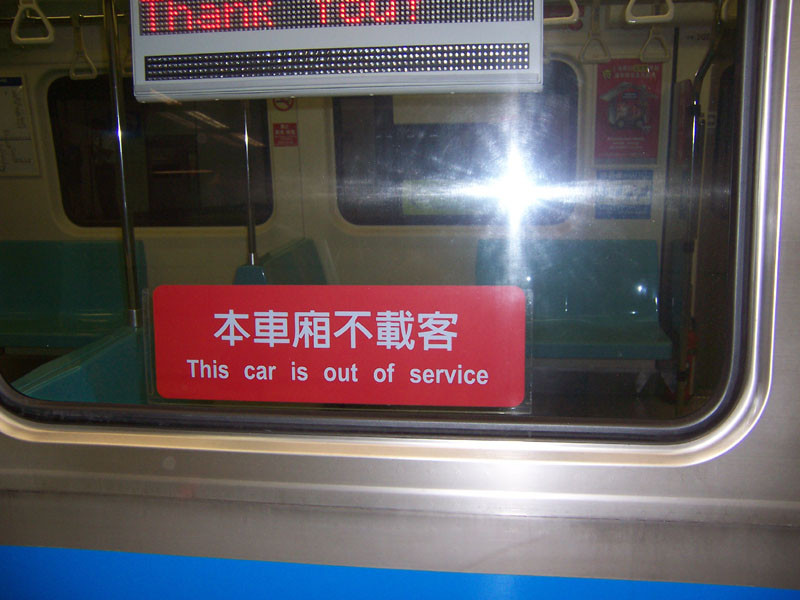 Thank You!
本車廂不載客
This car is out of service